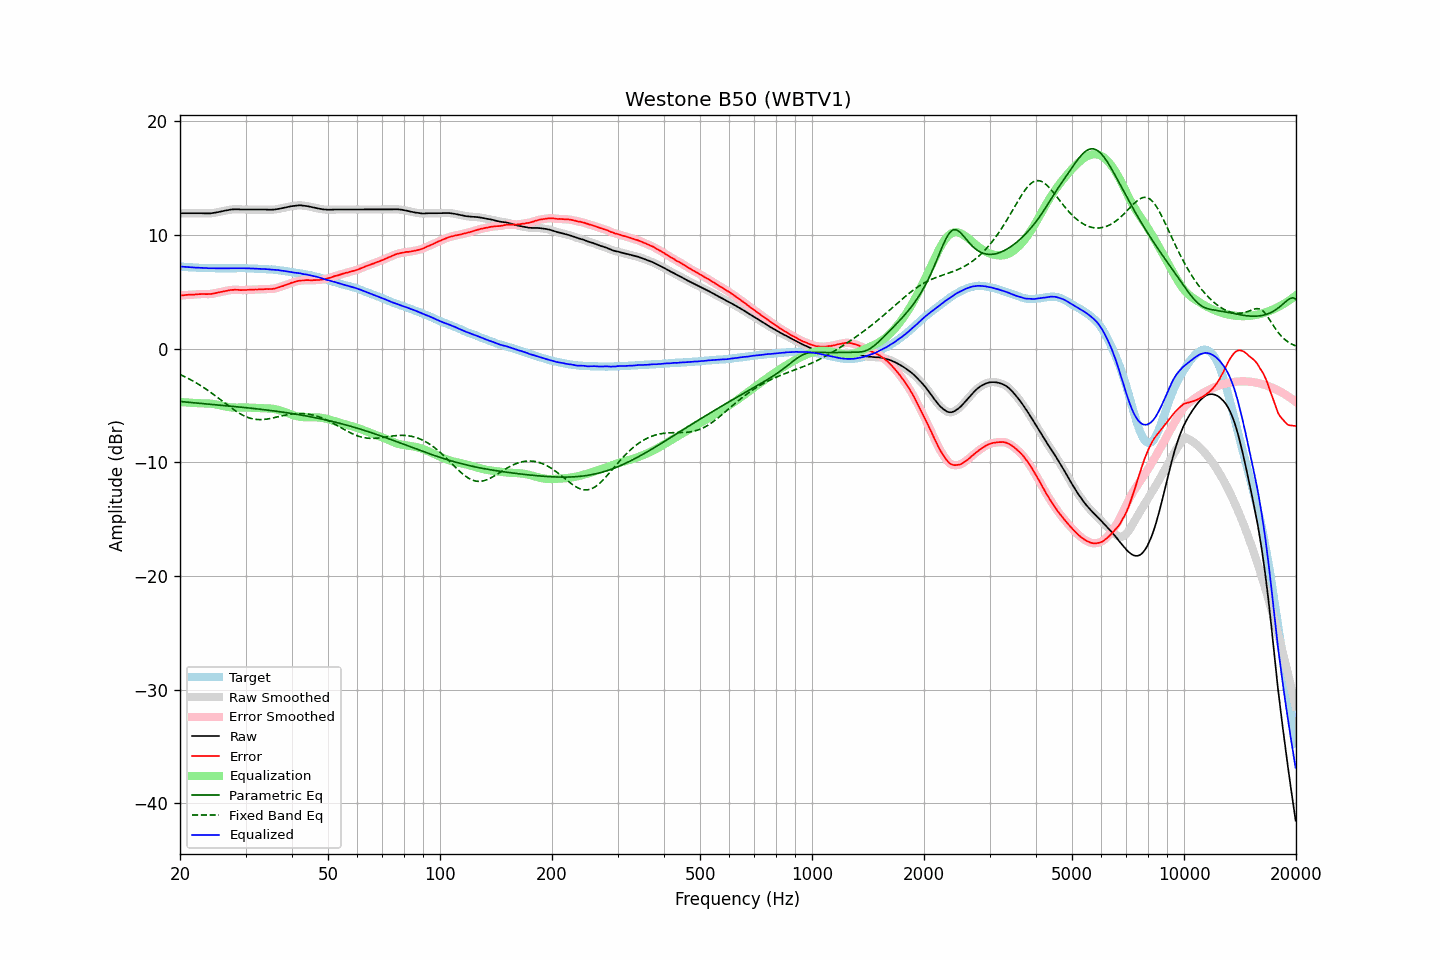 Westone B50 (WBTV1)
Amplitude (dBr)
20
10
0
−10
−20
−30
−40
Target
Raw Smoothed
Error Smoothed
Raw
Error
Equalization
Parametric Eq
Fixed Band Eq
Equalized
20 50 100 200 500 1000 2000 5000 10000 20000
Frequency (Hz)